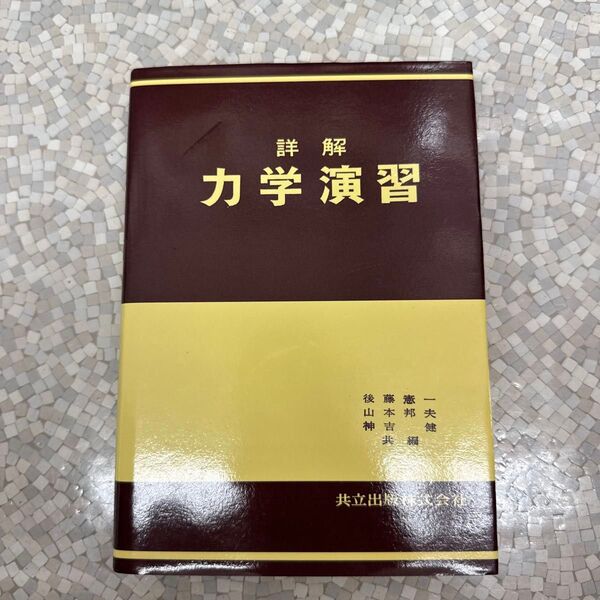 詳解
力学演習
後藤憲一
山本邦夫
神吉健
共編
共立出版株式会社